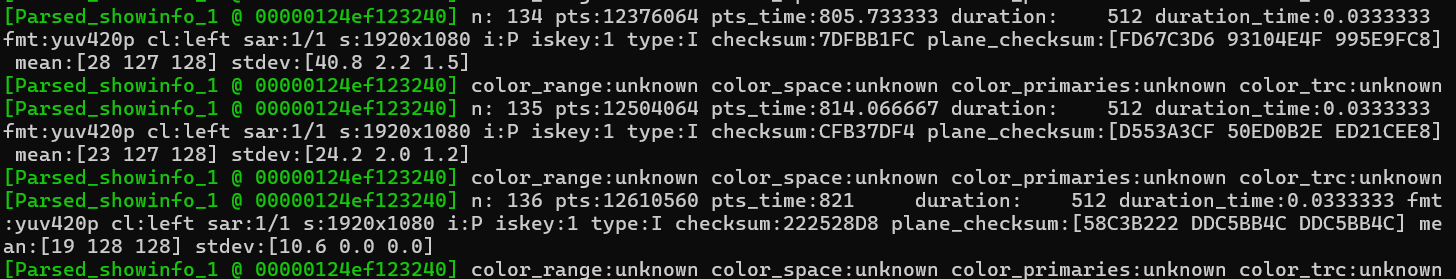 [Parsed_showinfo_1 @ 00000124ef123240] n: 134 pts:12376064 pts_time:805.733333 duration:    512 duration_time:0.0333333
fmt:yuv420p cl:left sar:1/1 s:1920x1080 i:P iskey:1 type:I checksum:7DFBB1FC plane_checksum:[FD67C3D6 93104E4F 995E9FC8]
 mean:[28 127 128] stdev:[40.8 2.2 1.5]
[Parsed_showinfo_1 @ 00000124ef123240] color_range:unknown color_space:unknown color_primaries:unknown color_trc:unknown
[Parsed_showinfo_1 @ 00000124ef123240] n: 135 pts:12504064 pts_time:814.066667 duration:    512 duration_time:0.0333333
fmt:yuv420p cl:left sar:1/1 s:1920x1080 i:P iskey:1 type:I checksum:CFB37DF4 plane_checksum:[D553A3CF 50ED0B2E ED21CEE8]
 mean:[23 127 128] stdev:[24.2 2.0 1.2]
[Parsed_showinfo_1 @ 00000124ef123240] color_range:unknown color_space:unknown color_primaries:unknown color_trc:unknown
[Parsed_showinfo_1 @ 00000124ef123240] n: 136 pts:12610560 pts_time:821     duration:    512 duration_time:0.0333333 fmt
:yuv420p cl:left sar:1/1 s:1920x1080 i:P iskey:1 type:I checksum:222528D8 plane_checksum:[58C3B222 DDC5BB4C DDC5BB4C] me
an:[19 128 128] stdev:[10.6 0.0 0.0]
[Parsed_showinfo_1 @ 00000124ef123240] color_range:unknown color_space:unknown color_primaries:unknown color_trc:unknown